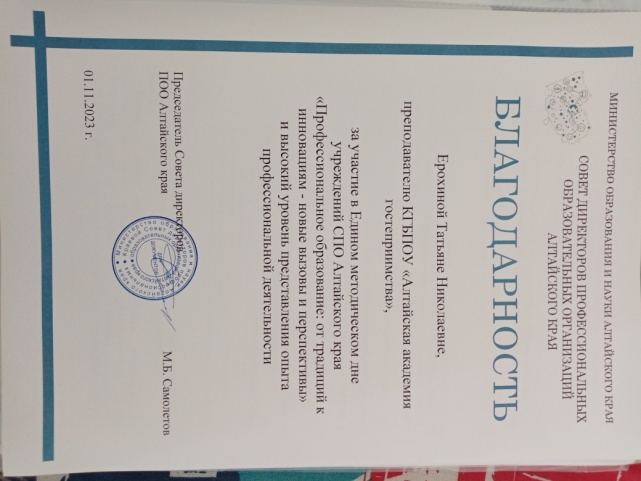 МИНИСТЕРСТВО ОБРАЗОВАНИЯ И НАУКИ АЛТАЙСКОГО КРАЯ
СОВЕТ ДИРЕКТОРОВ ПРОФЕССИОНАЛЬНЫХ
ОБРАЗОВАТЕЛЬНЫХ ОРГАНИЗАЦИЙ
АЛТАЙСКОГО КРАЯ
БЛАГОДАРНОСТЬ
Ерохиной Татьяне Николаевне,
преподавателю КГБПОУ «Алтайская академия
гостеприимства»,
за участие в Едином методическом дне
учреждений СПО Алтайского края
«Профессиональное образование: от традиций к
инновациям - новые вызовы и перспективы»
и высокий уровень представления опыта
профессиональной деятельности
Председатель Совета директоров
ПОО Алтайского края
М.Б. Самолетов
01.11.2023 г.